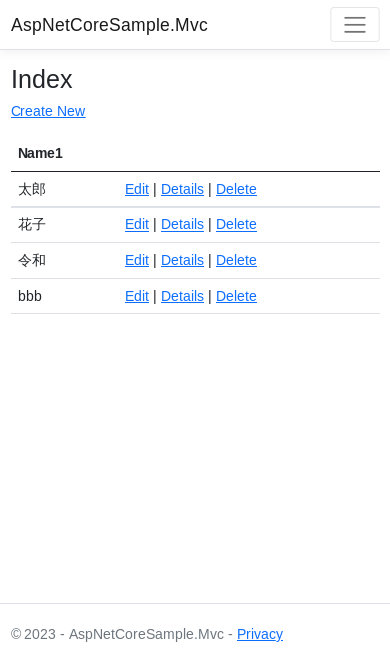 AspNetCoreSample.Mvc
Index
Create New
Name1
太郎 Edit | Details | Delete
花子 Edit | Details | Delete
令和 Edit | Details | Delete
bbb Edit | Details | Delete
© 2023 - AspNetCoreSample.Mvc - Privacy